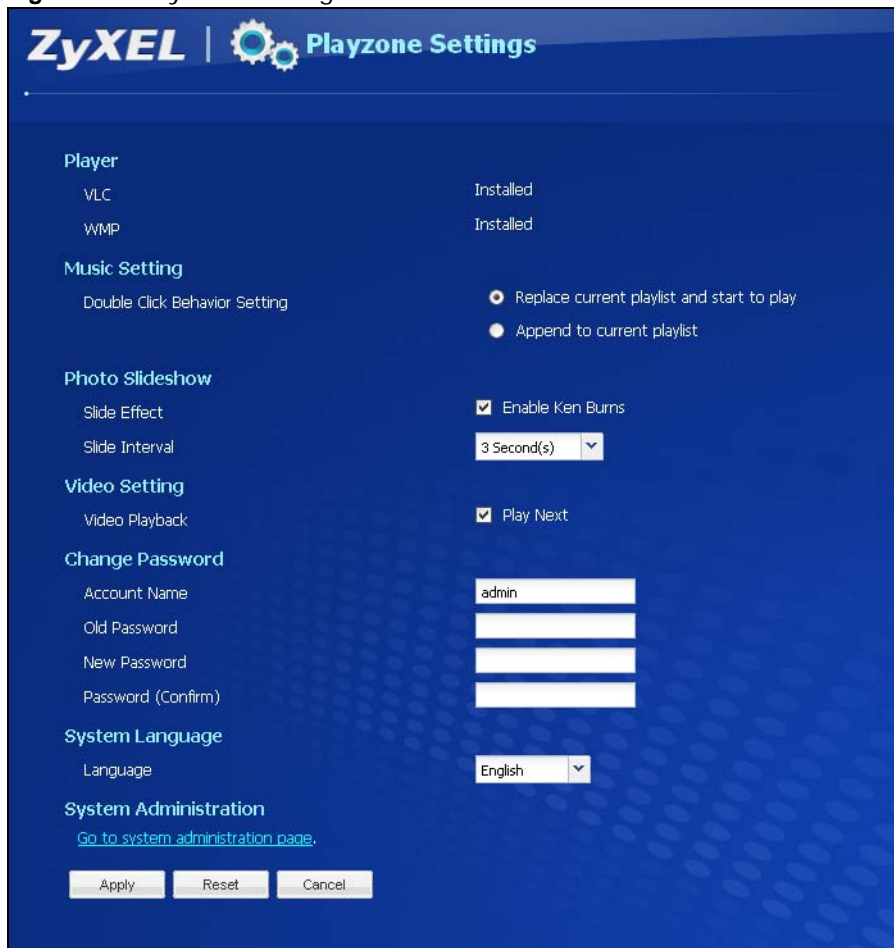 ZyXEL | Playzone Settings
Player
VLC Installed
WMP Installed
Music Setting
Double Click Behavior Setting Replace current playlist and start to play
Append to current playlist
Photo Slideshow
Slide Effect Enable Ken Burns
Slide Interval 3 Second(s)
Video Setting
Video Playback Play Next
Change Password
Account Name admin
Old Password
New Password
Password (Confirm)
System Language
Language English
System Administration
Go to system administration page.
Apply Reset Cancel